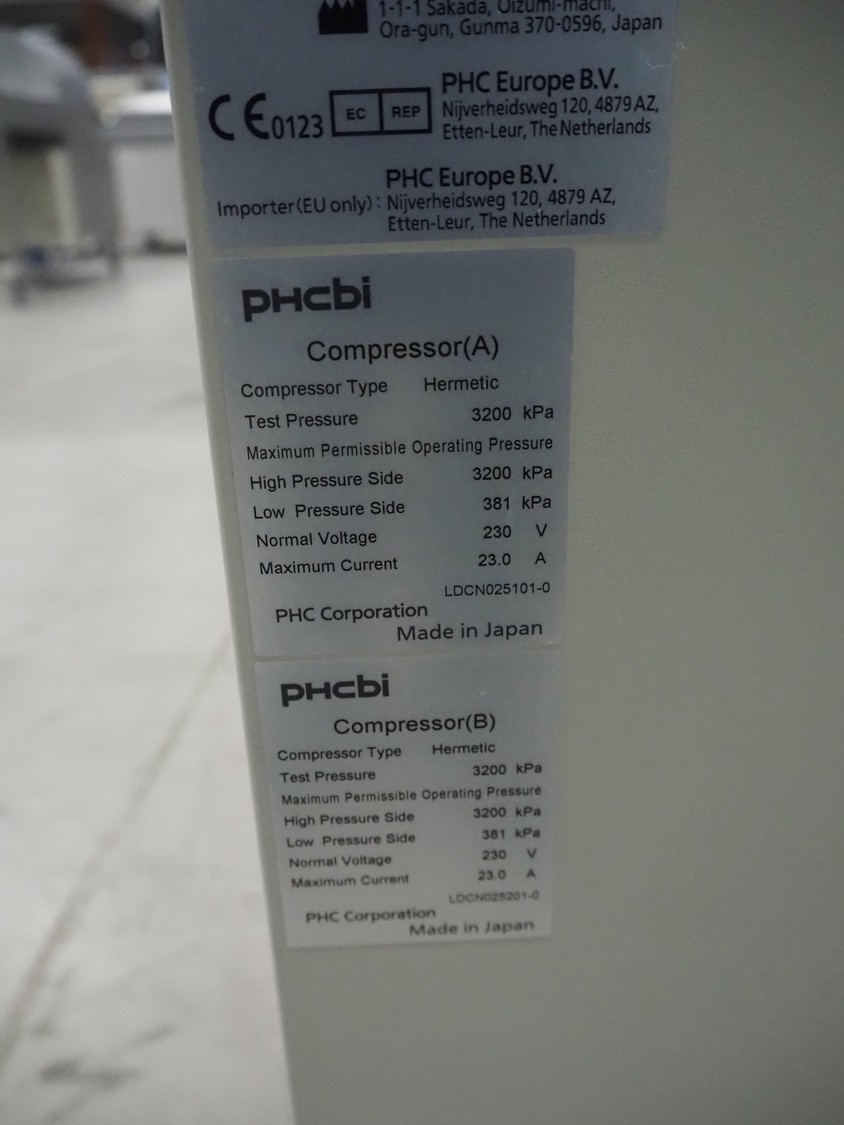 1-1-1 Sakada, Oizumi-machi,
Ora-gun, Gunma 370-0596, Japan
CE0123 EC REP PHC Europe B.V.
Nijverheidsweg 120, 4879 AZ,
Etten-Leur, The Netherlands
PHC Europe B.V.
Importer(EU only): Nijverheidsweg 120, 4879 AZ,
Etten-Leur, The Netherlands
PHCbi
Compressor(A)
Compressor Type Hermetic
Test Pressure 3200 kPa
Maximum Permissible Operating Pressure
High Pressure Side 3200 kPa
Low Pressure Side 381 kPa
Normal Voltage 230 V
Maximum Current 23.0 A
LDCN025101-0
PHC Corporation
Made in Japan
PHCbi
Compressor(B)
Compressor Type Hermetic
Test Pressure 3200 kPa
Maximum Permissible Operating Pressure
High Pressure Side 3200 kPa
Low Pressure Side 381 kPa
Normal Voltage 230 V
Maximum Current 23.0 A
LDCN025201-0
PHC Corporation
Made in Japan